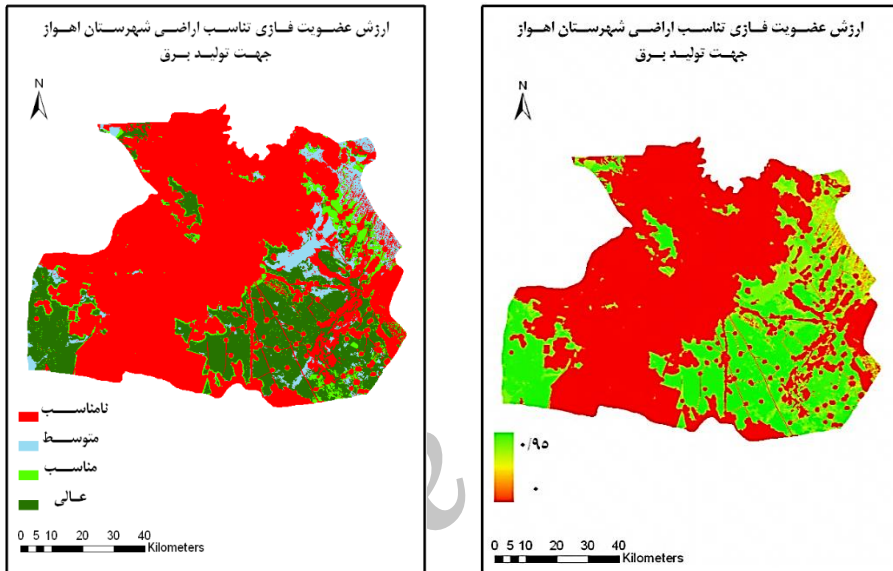 ارزش عضویت فازی تناسب اراضی شهرستان اهواز
جهت تولید برق
N
نامناسب
متوسط
مناسب
عالی
0 5 10 20 30 40
Kilometers
ارزش عضویت فازی تناسب اراضی شهرستان اهواز
جهت تولید برق
N
۰/۹۵
۰
0 5 10 20 30 40
Kilometers